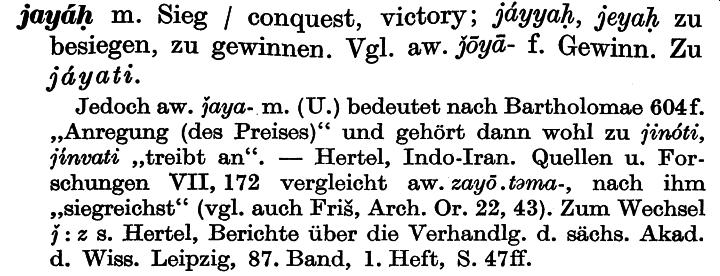 jayáḥ m. Sieg / conquest, victory; jáyyaḥ, jeyaḥ zu
besiegen, zu gewinnen. Vgl. aw. ǰōyā- f. Gewinn. Zu
jáyati.
Jedoch aw. ǰaya- m. (U.) bedeutet nach Bartholomae 604f.
„Anregung (des Preises)“ und gehört dann wohl zu jinóti,
jínvati „treibt an“. — Hertel, Indo-Iran. Quellen u. For-
schungen VII, 172 vergleicht aw. zayō.təma-, nach ihm
„siegreichst“ (vgl. auch Friš, Arch. Or. 22, 43). Zum Wechsel
ǰ : z s. Hertel, Berichte über die Verhandlg. d. sächs. Akad.
d. Wiss. Leipzig, 87. Band, 1. Heft, S. 47ff.